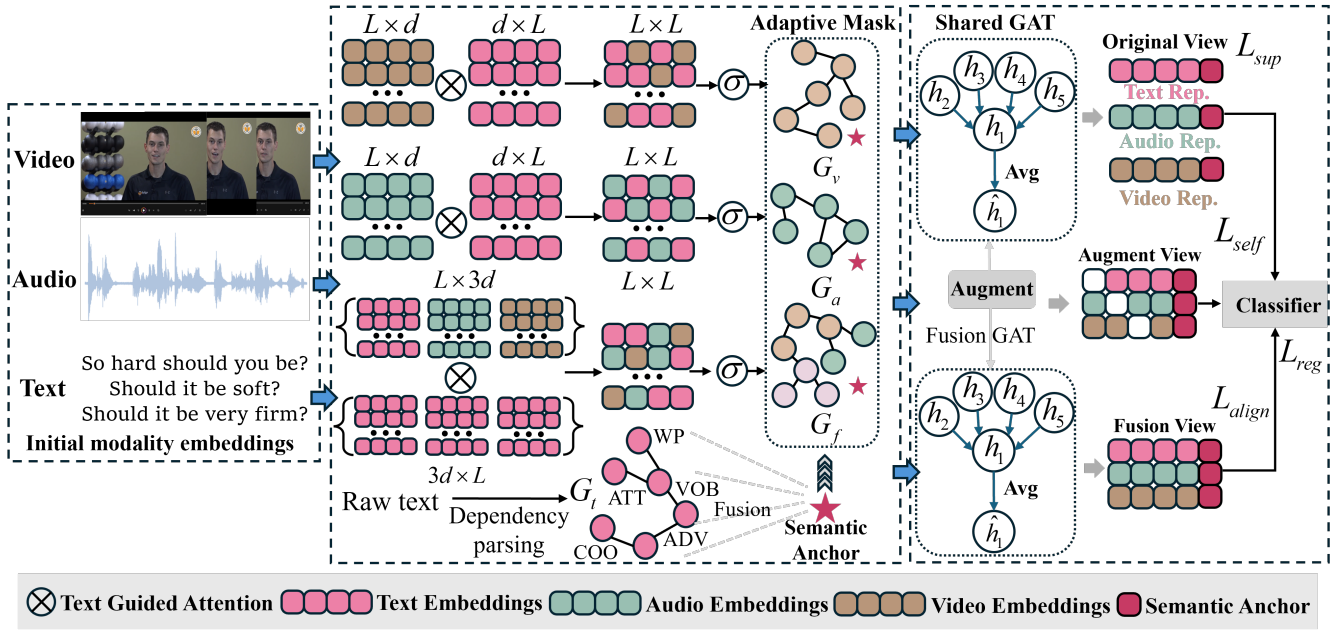 Video
Audio
Text
So hard should you be?
Should it be soft?
Should it be very firm?
Initial modality embeddings
L × d
d × L
L × L
σ
L × d
d × L
L × L
σ
L × 3d
L × L
σ
3d × L
Raw text
Dependency
parsing
G_t
WP
ATT
VOB
COO
ADV
Fusion
Semantic
Anchor
Adaptive Mask
G_v
G_a
G_f
Shared GAT
h_2
h_3
h_4
h_5
h_1
Avg
ĥ_1
Augment
Fusion GAT
h_2
h_3
h_4
h_5
h_1
Avg
ĥ_1
Original View
Text Rep.
Audio Rep.
Video Rep.
Augment View
Fusion View
L_sup
L_self
Classifier
L_reg
L_align
Text Guided Attention
Text Embeddings
Audio Embeddings
Video Embeddings
Semantic Anchor